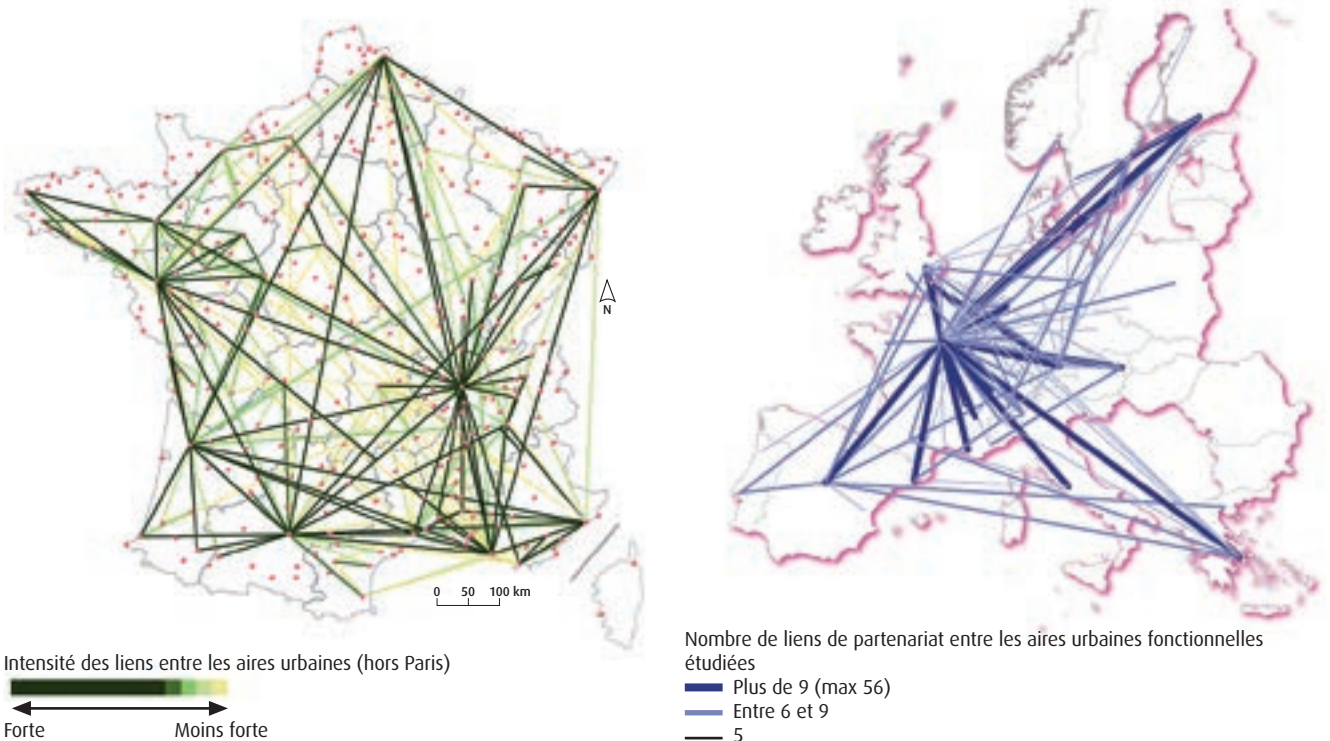 N
0 50 100 km
Intensité des liens entre les aires urbaines (hors Paris)
Forte Moins forte
Nombre de liens de partenariat entre les aires urbaines fonctionnelles
étudiées
Plus de 9 (max 56)
Entre 6 et 9
5